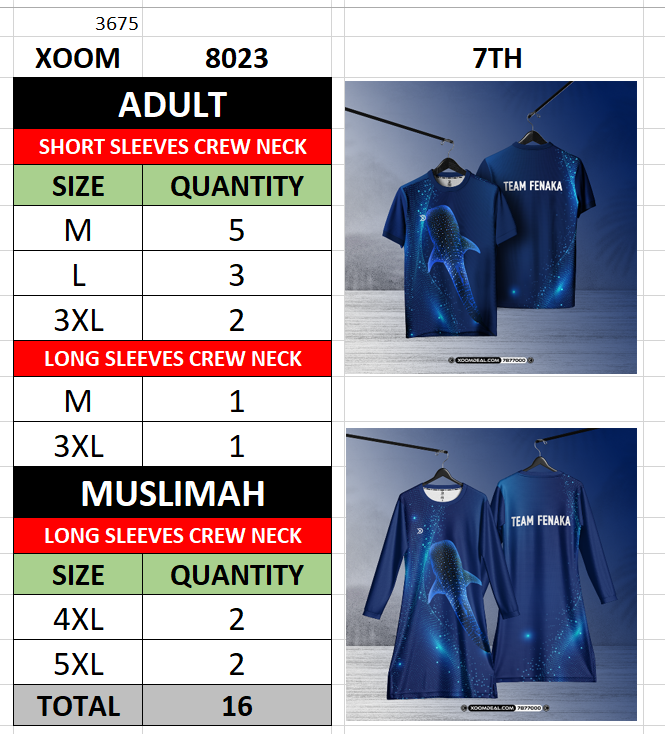 3675
XOOM 8023 7TH
ADULT
SHORT SLEEVES CREW NECK
SIZE QUANTITY
M 5
L 3
3XL 2
LONG SLEEVES CREW NECK
M 1
3XL 1
MUSLIMAH
LONG SLEEVES CREW NECK
SIZE QUANTITY
4XL 2
5XL 2
TOTAL 16
TEAM FENAKA
XOOMDEAL.COM 7877000
TEAM FENAKA
XOOMDEAL.COM 7877000